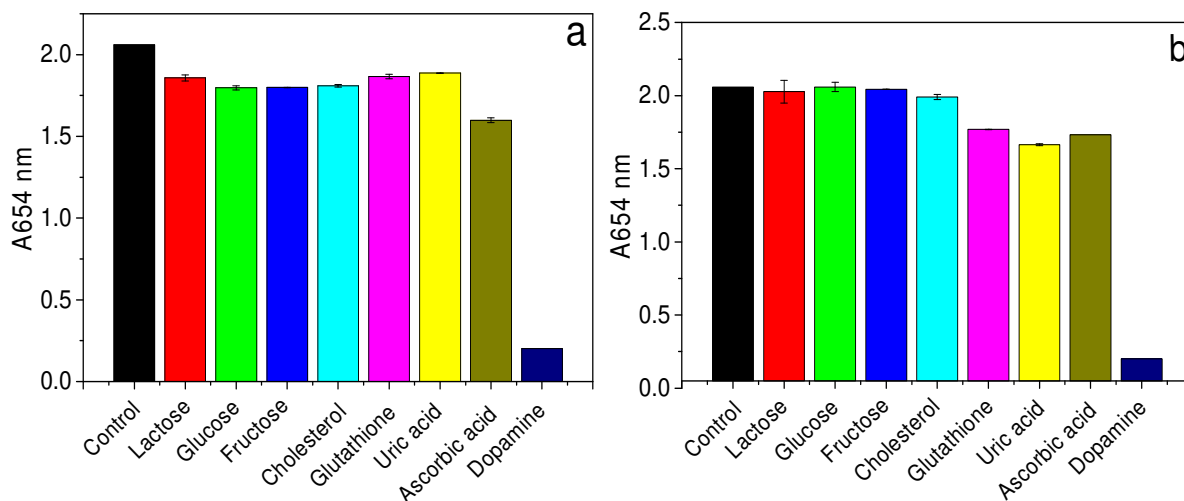 a
2.0
1.5
1.0
0.5
0.0
A654 nm
Control
Lactose
Glucose
Fructose
Cholesterol
Glutathione
Uric acid
Ascorbic acid
Dopamine
b
2.5
2.0
1.5
1.0
0.5
0.0
A654 nm
Control
Lactose
Glucose
Fructose
Cholesterol
Glutathione
Uric acid
Ascorbic acid
Dopamine